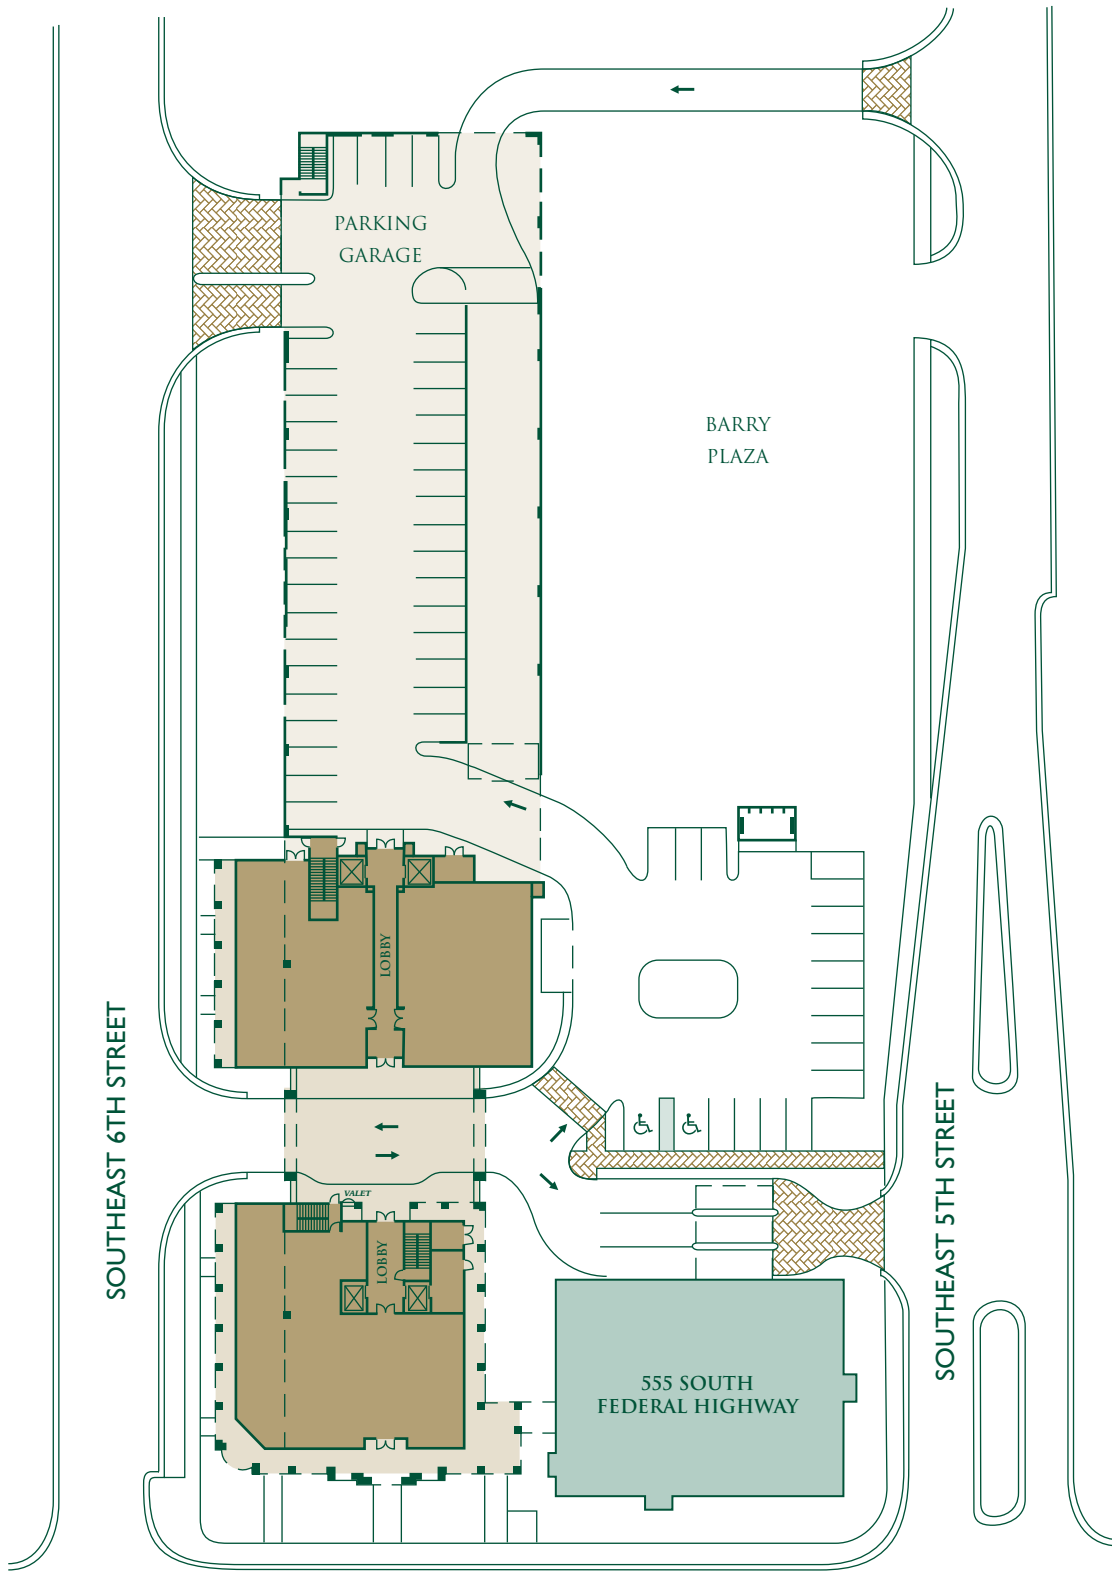 PARKING
GARAGE
BARRY
PLAZA
LOBBY
SOUTHEAST 6TH STREET
SOUTHEAST 5TH STREET
VALET
LOBBY
555 SOUTH
FEDERAL HIGHWAY